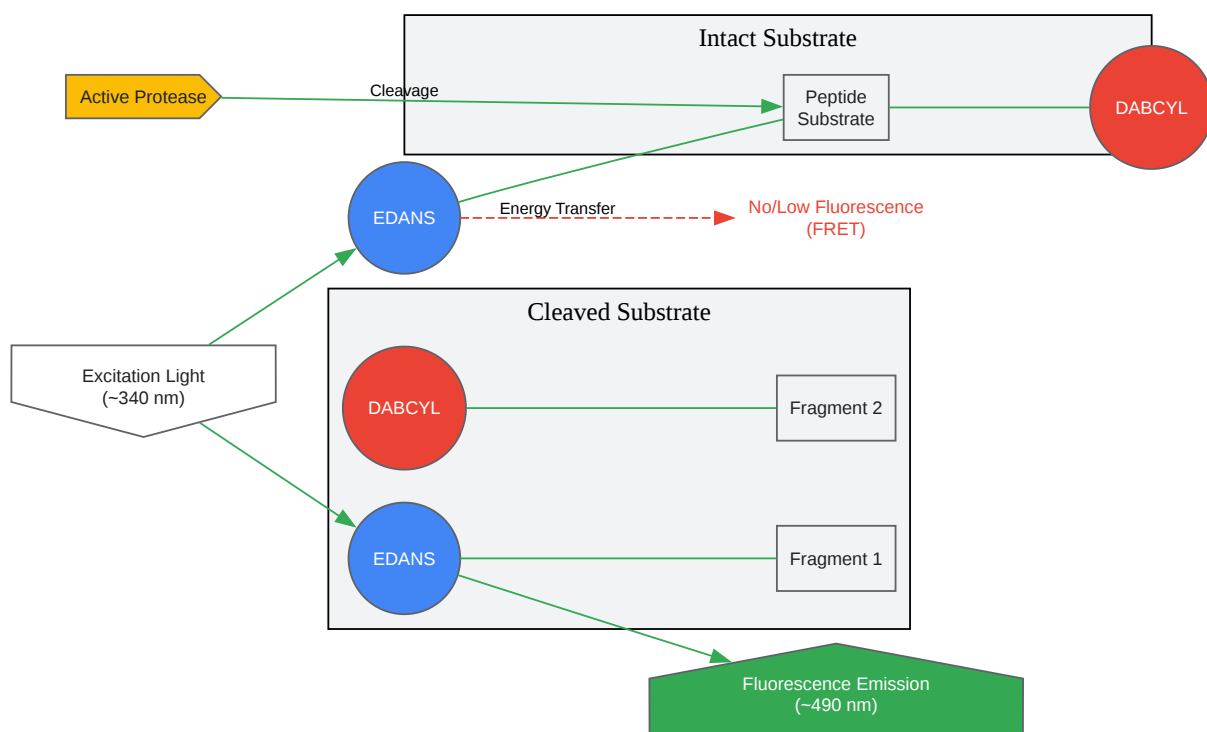 Intact Substrate
Active Protease
Cleavage
Peptide
Substrate
DABCYL
EDANS
Energy Transfer
No/Low Fluorescence
(FRET)
Cleaved Substrate
Excitation Light
(~340 nm)
DABCYL
Fragment 2
EDANS
Fragment 1
Fluorescence Emission
(~490 nm)